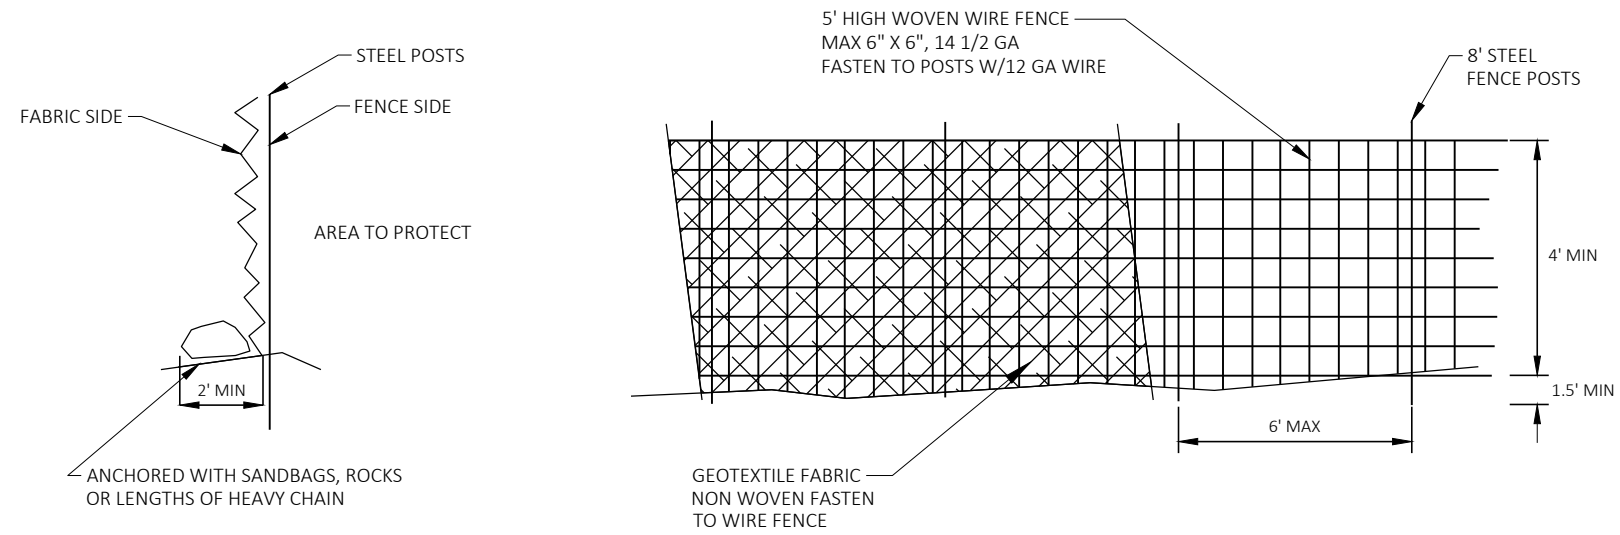 STEEL POSTS
FENCE SIDE
FABRIC SIDE
AREA TO PROTECT
2' MIN
ANCHORED WITH SANDBAGS, ROCKS
OR LENGTHS OF HEAVY CHAIN
5' HIGH WOVEN WIRE FENCE
MAX 6" X 6", 14 1/2 GA
FASTEN TO POSTS W/12 GA WIRE
8' STEEL
FENCE POSTS
4' MIN
1.5' MIN
6' MAX
GEOTEXTILE FABRIC
NON WOVEN FASTEN
TO WIRE FENCE